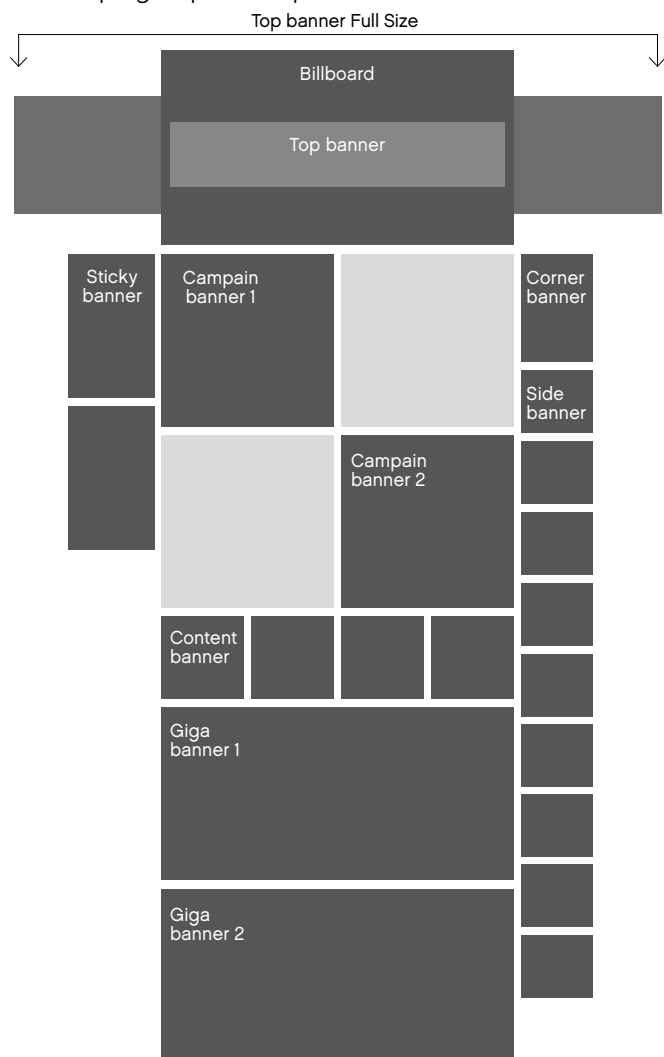 Top banner Full Size
Billboard
Top banner
Sticky
banner
Campain
banner 1
Corner
banner
Side
banner
Campain
banner 2
Content
banner
Giga
banner 1
Giga
banner 2